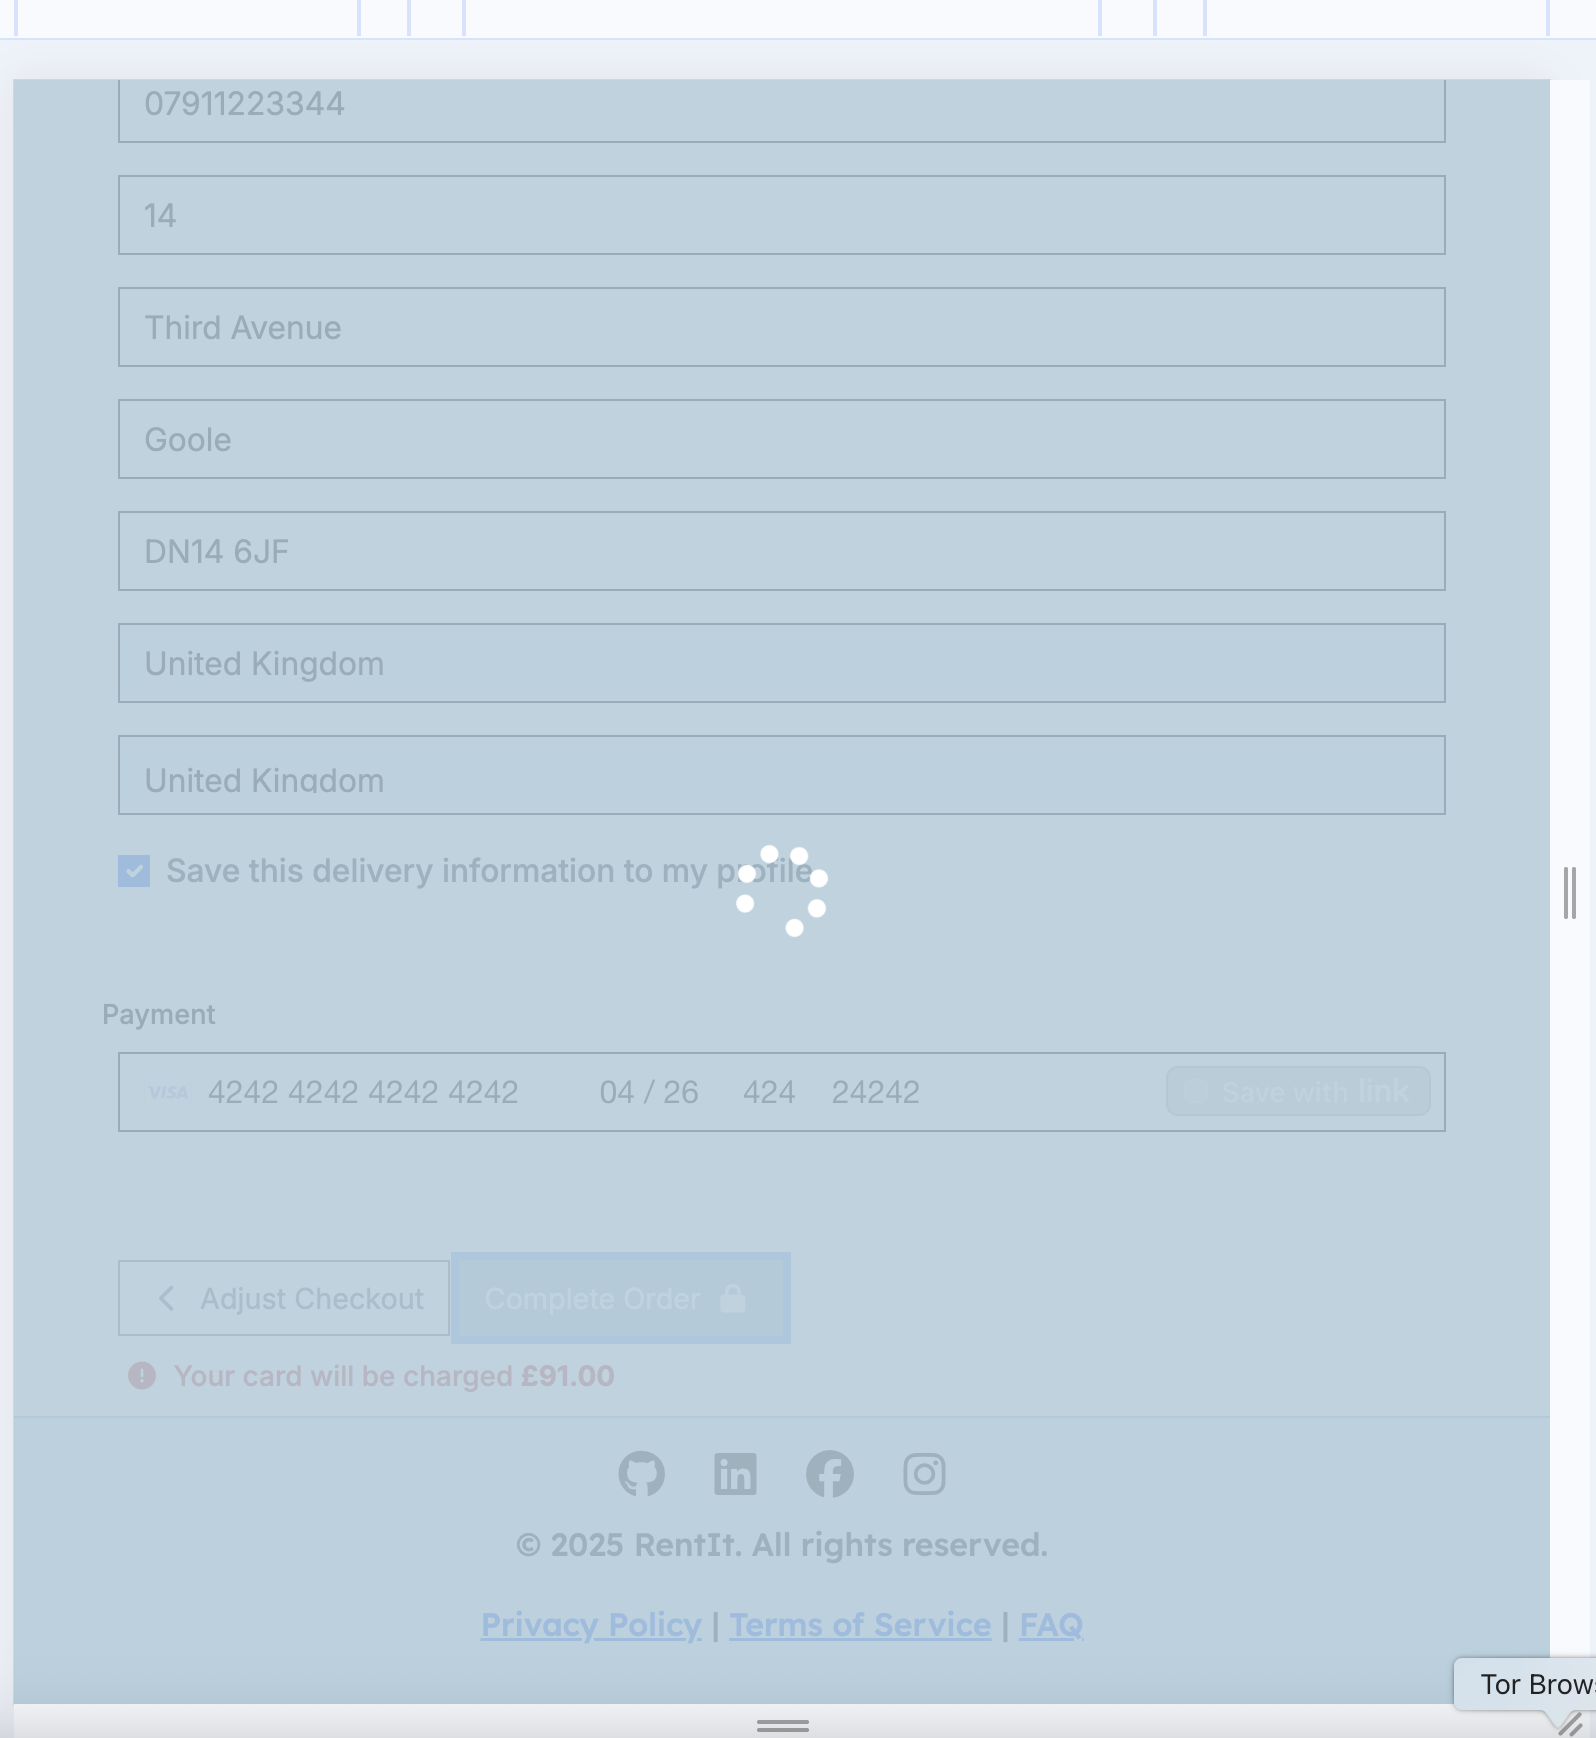 07911223344
14
Third Avenue
Goole
DN14 6JF
United Kingdom
United Kingdom
Save this delivery information to my profile
Payment
VISA 4242 4242 4242 4242 04 / 26 424 24242 Save with link
Adjust Checkout Complete Order
Your card will be charged £91.00
© 2025 RentIt. All rights reserved.
Privacy Policy | Terms of Service | FAQ
Tor Brows